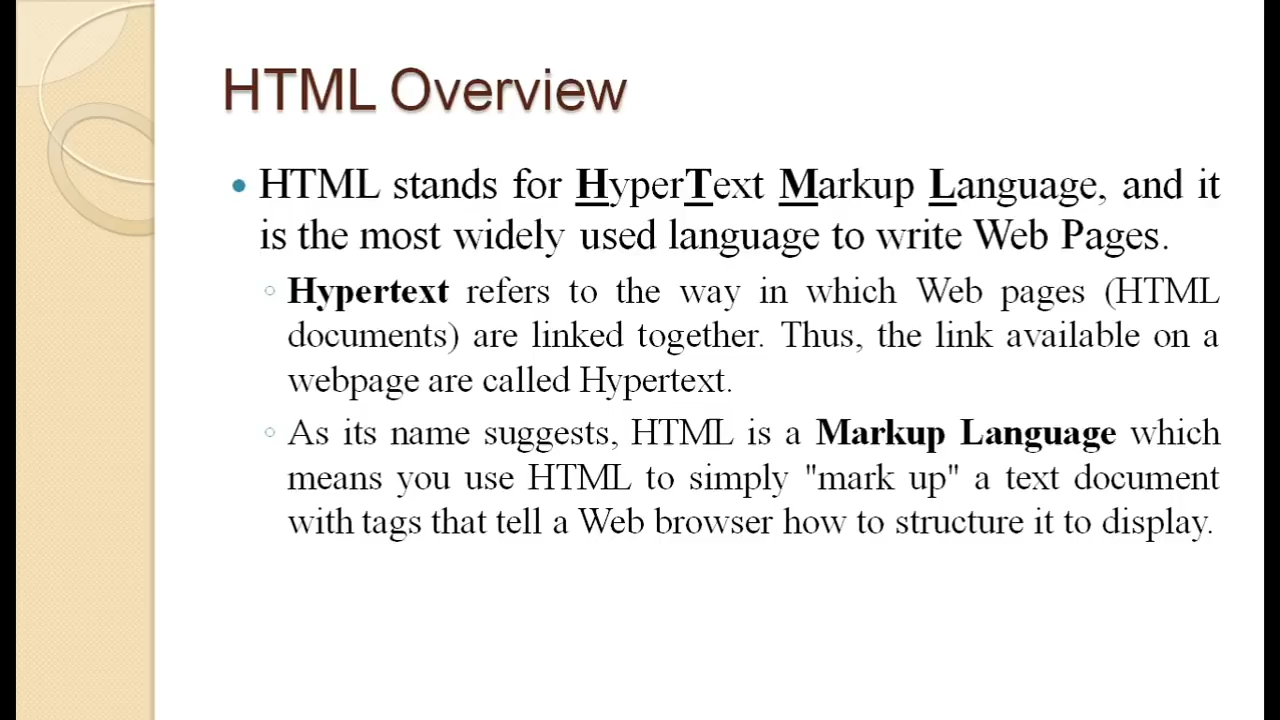 HTML Overview
HTML stands for HyperText Markup Language, and it
is the most widely used language to write Web Pages.
Hypertext refers to the way in which Web pages (HTML
documents) are linked together. Thus, the link available on a
webpage are called Hypertext.
As its name suggests, HTML is a Markup Language which
means you use HTML to simply "mark up" a text document
with tags that tell a Web browser how to structure it to display.